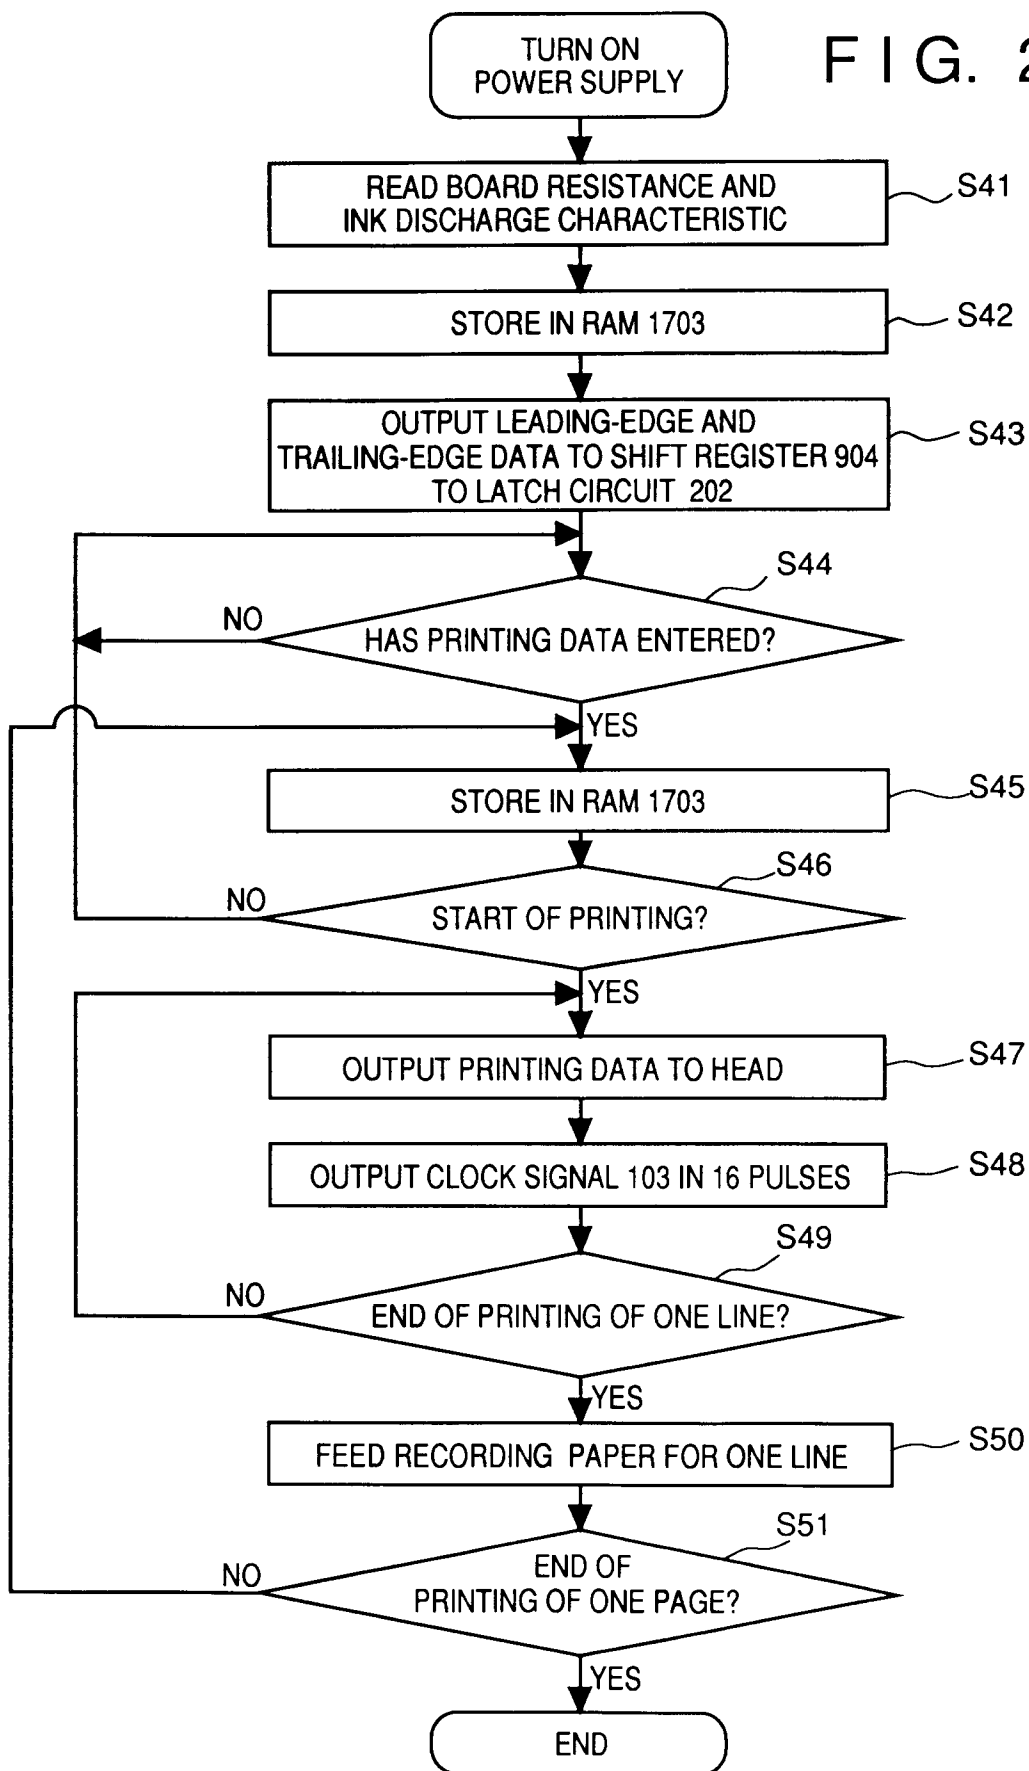 FIG. 2
TURN ON
POWER SUPPLY
READ BOARD RESISTANCE AND
INK DISCHARGE CHARACTERISTIC
S41
STORE IN RAM 1703
S42
OUTPUT LEADING-EDGE AND
TRAILING-EDGE DATA TO SHIFT REGISTER 904
TO LATCH CIRCUIT 202
S43
S44
NO
HAS PRINTING DATA ENTERED?
YES
STORE IN RAM 1703
S45
S46
NO
START OF PRINTING?
YES
OUTPUT PRINTING DATA TO HEAD
S47
OUTPUT CLOCK SIGNAL 103 IN 16 PULSES
S48
S49
NO
END OF PRINTING OF ONE LINE?
YES
FEED RECORDING PAPER FOR ONE LINE
S50
S51
NO
END OF
PRINTING OF ONE PAGE?
YES
END